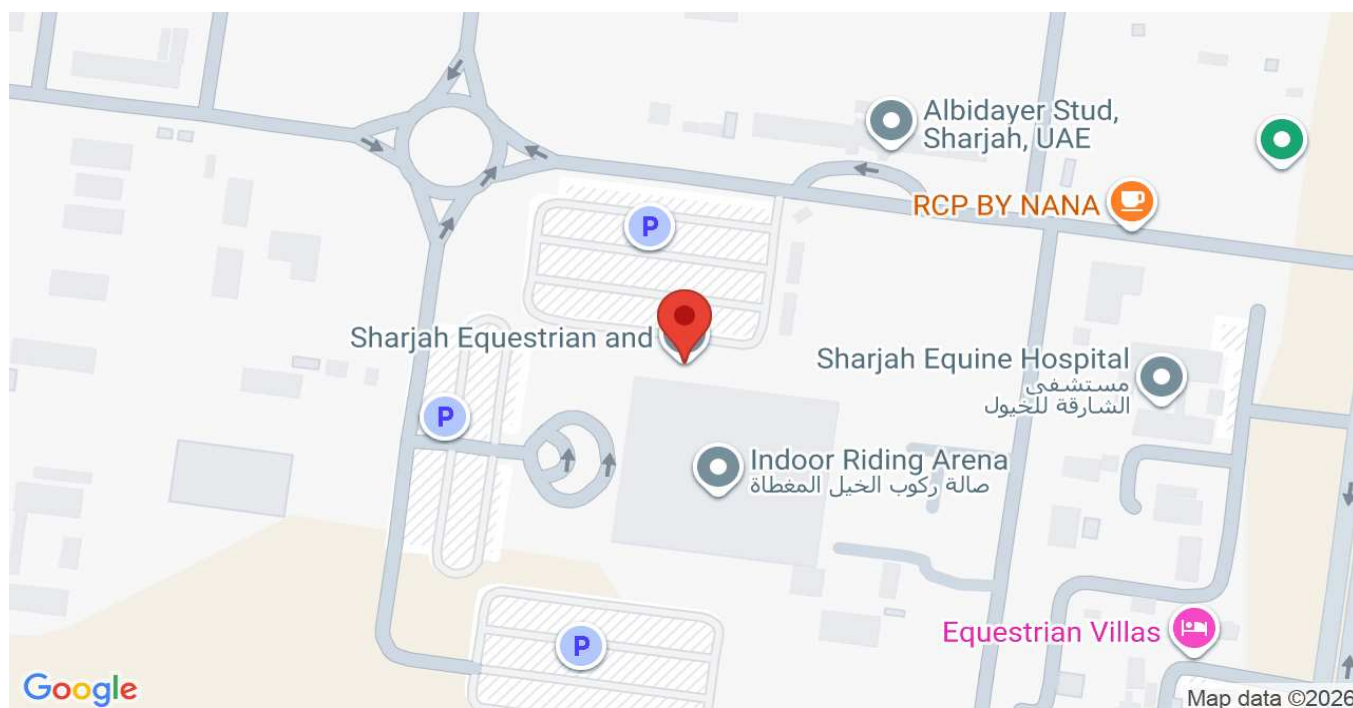 Albidayer Stud,
Sharjah, UAE
RCP BY NANA
P
Sharjah Equestrian and
Sharjah Equine Hospital
مستشفى
الشارقة للخيول
P
Indoor Riding Arena
صالة ركوب الخيل المغطاة
Equestrian Villas
P
Google
Map data ©2026